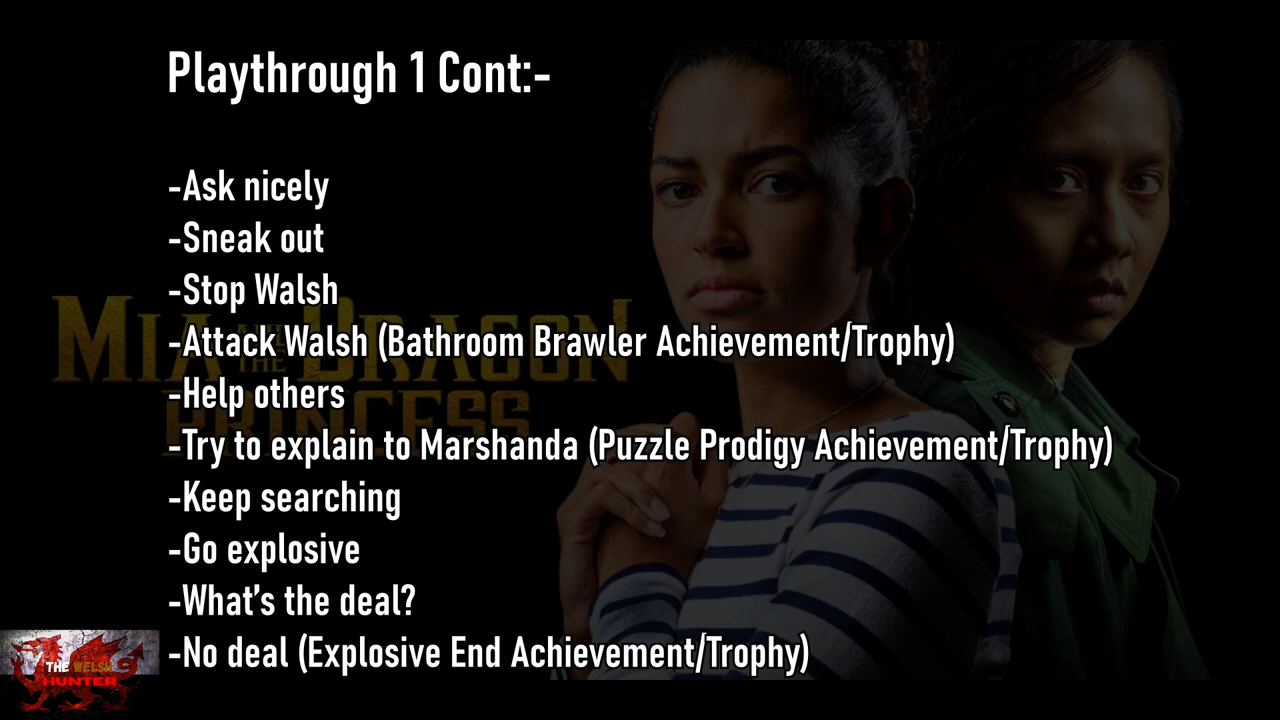 Playthrough 1 Cont:-
-Ask nicely
-Sneak out
-Stop Walsh
-Attack Walsh (Bathroom Brawler Achievement/Trophy)
-Help others
-Try to explain to Marshanda (Puzzle Prodigy Achievement/Trophy)
-Keep searching
-Go explosive
-What's the deal?
-No deal (Explosive End Achievement/Trophy)
MIA AND THE DRAGON
PRINCESS
THE WELSH
HUNTER